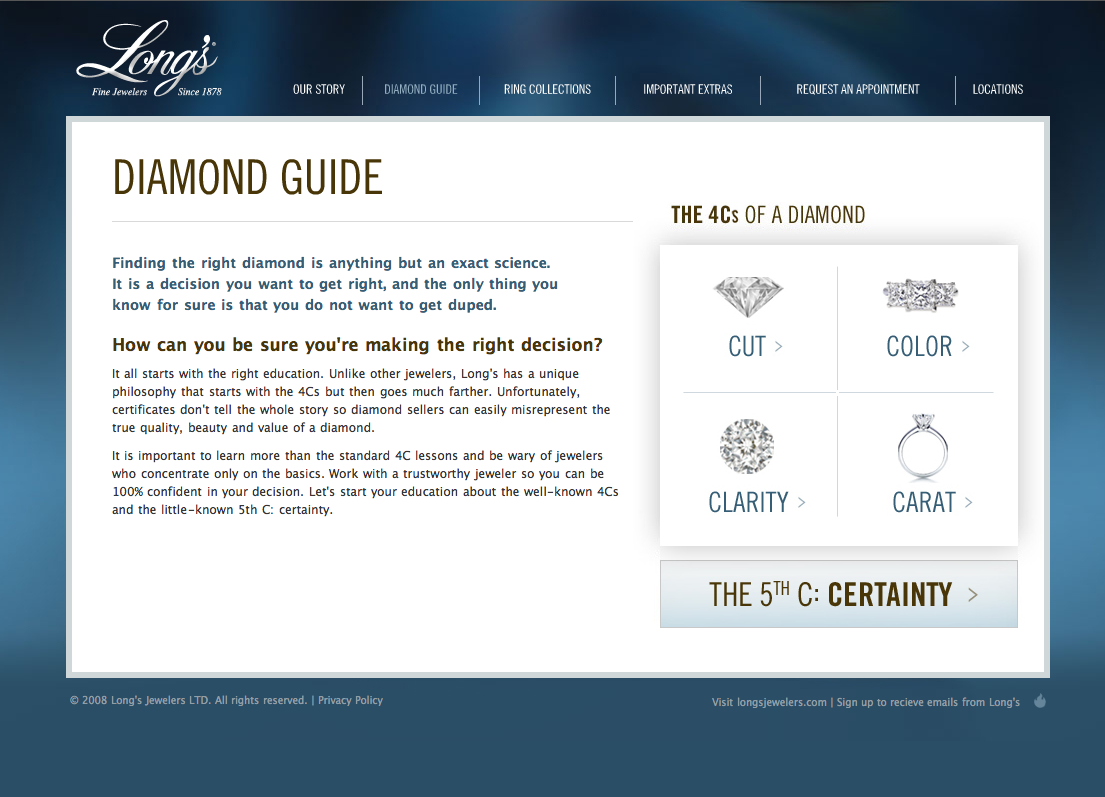 Long's
Fine Jewelers Since 1878
OUR STORY
DIAMOND GUIDE
RING COLLECTIONS
IMPORTANT EXTRAS
REQUEST AN APPOINTMENT
LOCATIONS
DIAMOND GUIDE
Finding the right diamond is anything but an exact science.
It is a decision you want to get right, and the only thing you
know for sure is that you do not want to get duped.
How can you be sure you're making the right decision?
It all starts with the right education. Unlike other jewelers, Long's has a unique
philosophy that starts with the 4Cs but then goes much farther. Unfortunately,
certificates don't tell the whole story so diamond sellers can easily misrepresent the
true quality, beauty and value of a diamond.
It is important to learn more than the standard 4C lessons and be wary of jewelers
who concentrate only on the basics. Work with a trustworthy jeweler so you can be
100% confident in your decision. Let's start your education about the well-known 4Cs
and the little-known 5th C: certainty.
THE 4Cs OF A DIAMOND
CUT >
COLOR >
CLARITY >
CARAT >
THE 5TH C: CERTAINTY >
© 2008 Long's Jewelers LTD. All rights reserved. | Privacy Policy
Visit longsjewelers.com | Sign up to recieve emails from Long's